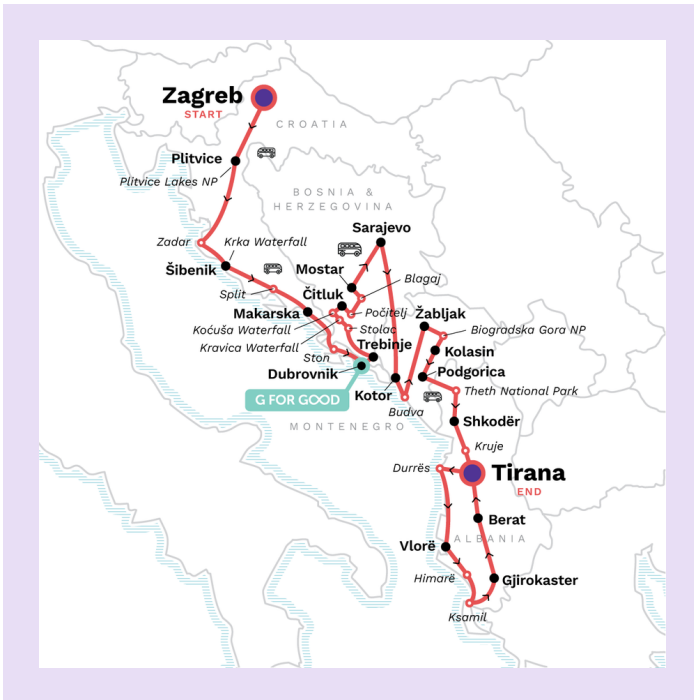 Zagreb
START
CROATIA
Plitvice
Plitvice Lakes NP
BOSNIA &
HERZEGOVINA
Sarajevo
Zadar
Krka Waterfall
Šibenik
Mostar
Blagaj
Split
Čitluk
Makarska
Počitelj
Žabljak
Koćuša Waterfall
Stolac
Biogradska Gora NP
Kravica Waterfall
Trebinje
Ston
Kolasin
Dubrovnik
Podgorica
G FOR GOOD
Kotor
Theth National Park
Budva
MONTENEGRO
Shkodër
Kruje
Durrës
Tirana
END
Berat
ALBANIA
Vlorë
Himarë
Gjirokaster
Ksamil